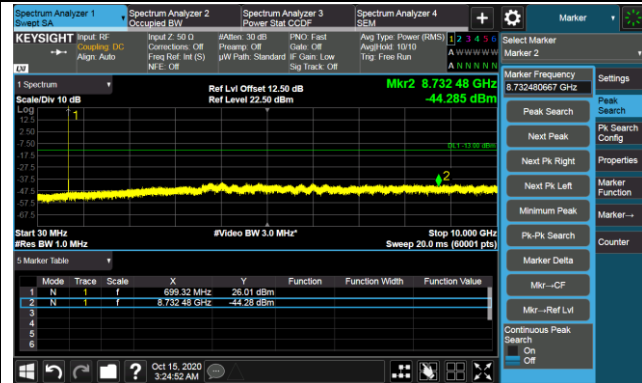 Spectrum Analyzer 1
Swept SA
Spectrum Analyzer 2
Occupied BW
Spectrum Analyzer 3
Power Stat CCDF
Spectrum Analyzer 4
SEM
+
Marker
KEYSIGHT
Input: RF
Coupling: DC
Align: Auto
Input Z: 50 Ω
Corrections: Off
Freq Ref: Int (S)
NFE: Off
#Atten: 30 dB
Preamp: Off
µW Path: Standard
PNO: Fast
Gate: Off
IF Gain: Low
Sig Track: Off
Avg Type: Power (RMS)
Avg|Hold: 10/10
Trig: Free Run
1 2 3 4 5 6
A W W W W W
A N N N N N
LXI
Select Marker
Marker 2
1 Spectrum
Scale/Div 10 dB
Ref Lvl Offset 12.50 dB
Ref Level 22.50 dBm
Mkr2 8.732 48 GHz
-44.285 dBm
Log
12.5
2.50
-7.50
-17.5
-27.5
-37.5
-47.5
-57.5
-67.5
1
DL1 -13.00 dBm
2
Start 30 MHz
#Res BW 1.0 MHz
#Video BW 3.0 MHz*
Stop 10.000 GHz
Sweep 20.0 ms (60001 pts)
5 Marker Table
Mode Trace Scale X Y Function Function Width Function Value
1 N 1 f 699.32 MHz 26.01 dBm
2 N 1 f 8.732 48 GHz -44.28 dBm
3
4
5
6
Marker Frequency
8.732480667 GHz
Peak Search
Next Peak
Next Pk Right
Next Pk Left
Minimum Peak
Pk-Pk Search
Marker Delta
Mkr→CF
Mkr→Ref Lvl
Continuous Peak
Search
On
Off
Settings
Peak
Search
Pk Search
Config
Properties
Marker
Function
Marker→
Counter
?
Oct 15, 2020
3:24:52 AM